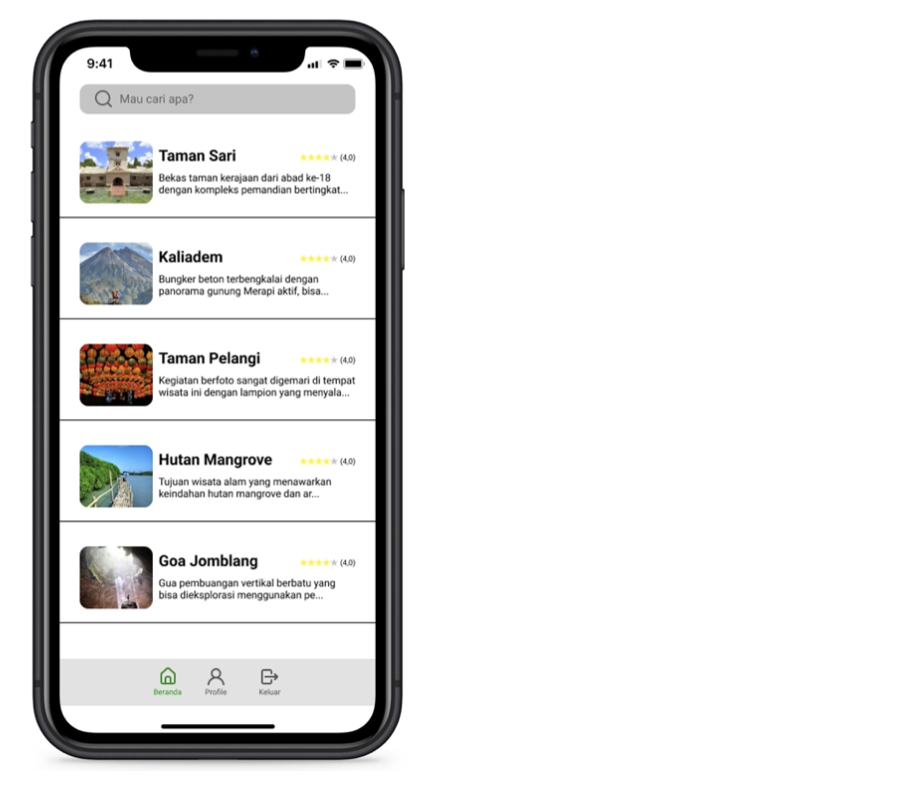 9:41
Mau cari apa?
Taman Sari
(4,0)
Bekas taman kerajaan dari abad ke-18
dengan kompleks pemandian bertingkat...
Kaliadem
(4,0)
Bungker beton terbengkalai dengan
panorama gunung Merapi aktif, bisa...
Taman Pelangi
(4,0)
Kegiatan berfoto sangat digemari di tempat
wisata ini dengan lampion yang menyala...
Hutan Mangrove
(4,0)
Tujuan wisata alam yang menawarkan
keindahan hutan mangrove dan ar...
Goa Jomblang
(4,0)
Gua pembuangan vertikal berbatu yang
bisa dieksplorasi menggunakan pe...
Beranda
Profile
Keluar